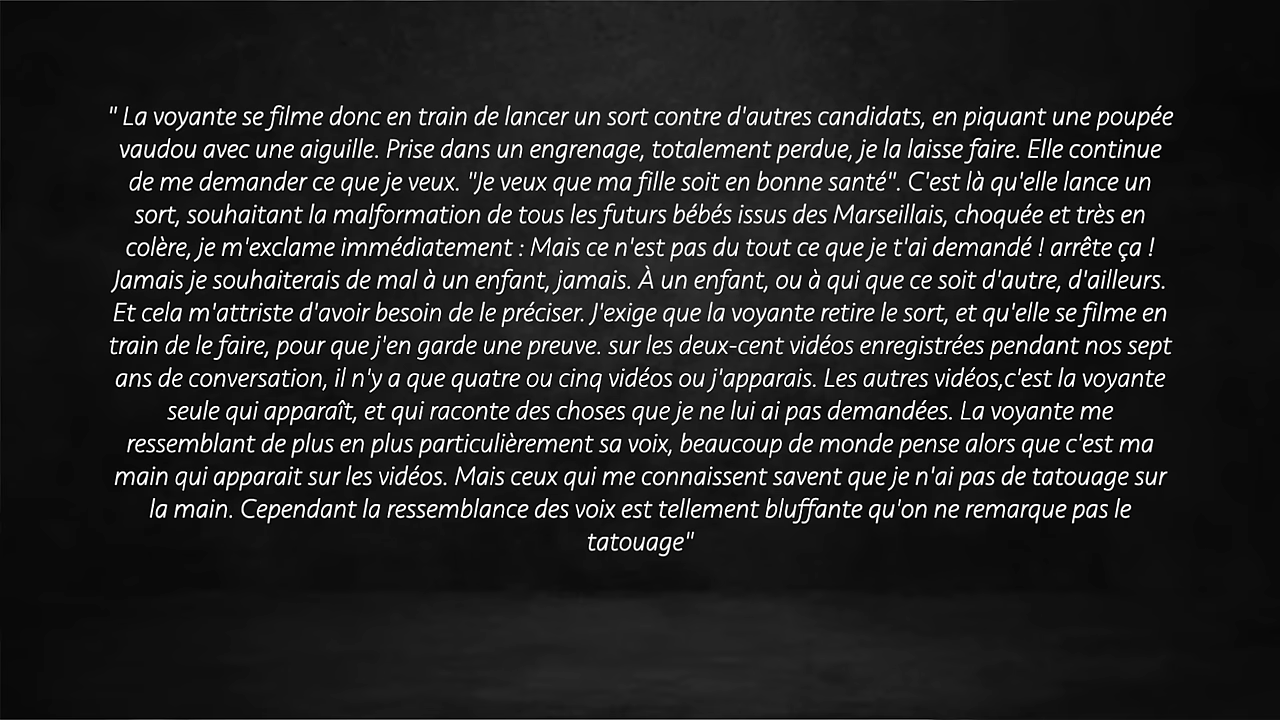 " La voyante se filme donc en train de lancer un sort contre d'autres candidats, en piquant une poupée
vaudou avec une aiguille. Prise dans un engrenage, totalement perdue, je la laisse faire. Elle continue
de me demander ce que je veux. "Je veux que ma fille soit en bonne santé". C'est là qu'elle lance un
sort, souhaitant la malformation de tous les futurs bébés issus des Marseillais, choquée et très en
colère, je m'exclame immédiatement : Mais ce n'est pas du tout ce que je t'ai demandé ! arrête ça !
Jamais je souhaiterais de mal à un enfant, jamais. À un enfant, ou à qui que ce soit d'autre, d'ailleurs.
Et cela m'attriste d'avoir besoin de le préciser. J'exige que la voyante retire le sort, et qu'elle se filme en
train de le faire, pour que j'en garde une preuve. sur les deux-cent vidéos enregistrées pendant nos sept
ans de conversation, il n'y a que quatre ou cinq vidéos ou j'apparais. Les autres vidéos,c'est la voyante
seule qui apparaît, et qui raconte des choses que je ne lui ai pas demandées. La voyante me
ressemblant de plus en plus particulièrement sa voix, beaucoup de monde pense alors que c'est ma
main qui apparait sur les vidéos. Mais ceux qui me connaissent savent que je n'ai pas de tatouage sur
la main. Cependant la ressemblance des voix est tellement bluffante qu'on ne remarque pas le
tatouage"